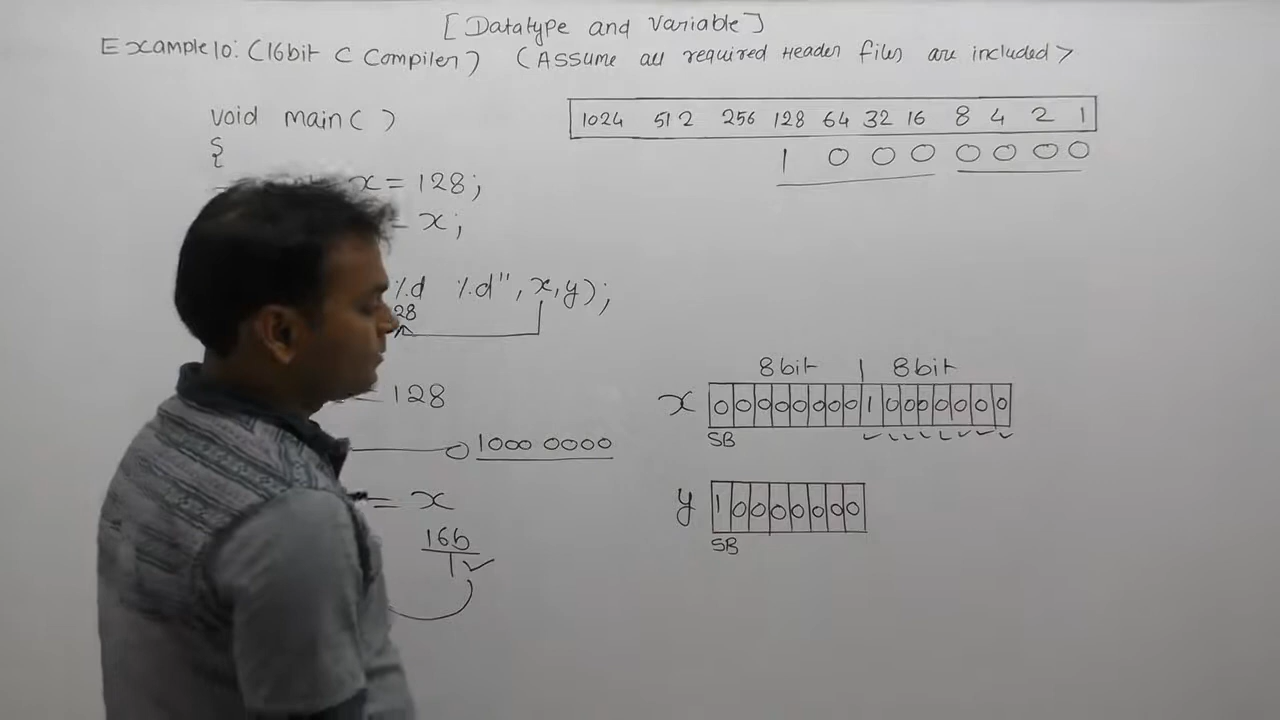 [Datatype and Variable]
Example10: (16bit C Compiler) (Assume all required Header files are included>
void main( )
{
x = 128;
= x;
%d %d", x,y);
28
= 128
1000 0000
= x
16b
1✓
1024 512 256 128 64 32 16 8 4 2 1
1 0 0 0 0 0 0 0
8bit | 8bit
x 0 0 0 0 0 0 0 0 1 0 0 0 0 0 0 0
SB
y 1 0 0 0 0 0 0 0
SB